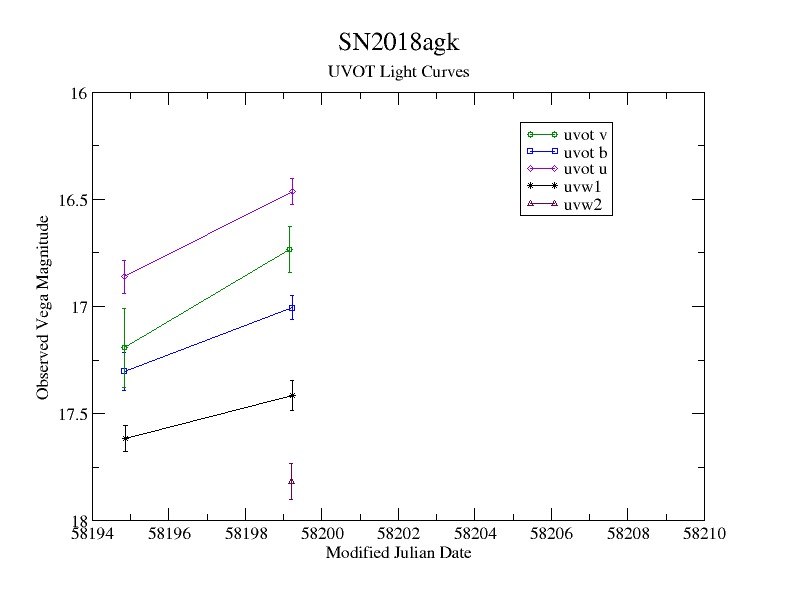 SN2018agk
UVOT Light Curves
16
16.5
17
17.5
18
Observed Vega Magnitude
uvot v
uvot b
uvot u
uvw1
uvw2
58194 58196 58198 58200 58202 58204 58206 58208 58210
Modified Julian Date